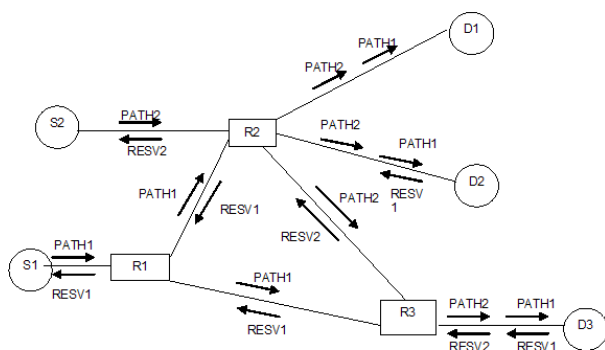 D1
PATH1
PATH2
S2
PATH2
RESV2
R2
PATH2
PATH1
RESV
1
D2
PATH1
RESV1
PATH2
RESV2
S1
PATH1
RESV1
R1
PATH1
RESV1
R3
PATH2
PATH1
RESV2
RESV1
D3